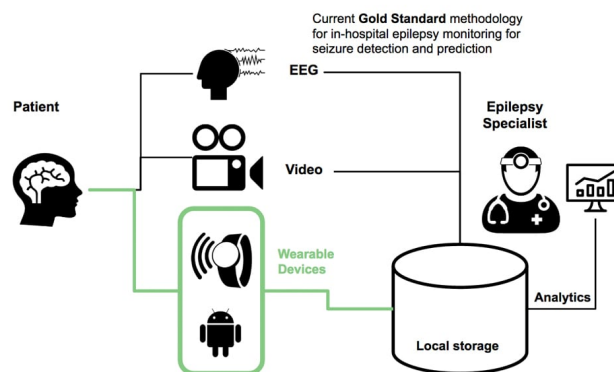 Current Gold Standard methodology
for in-hospital epilepsy monitoring for
seizure detection and prediction
EEG
Patient
Epilepsy
Specialist
Video
Wearable
Devices
Analytics
Local storage